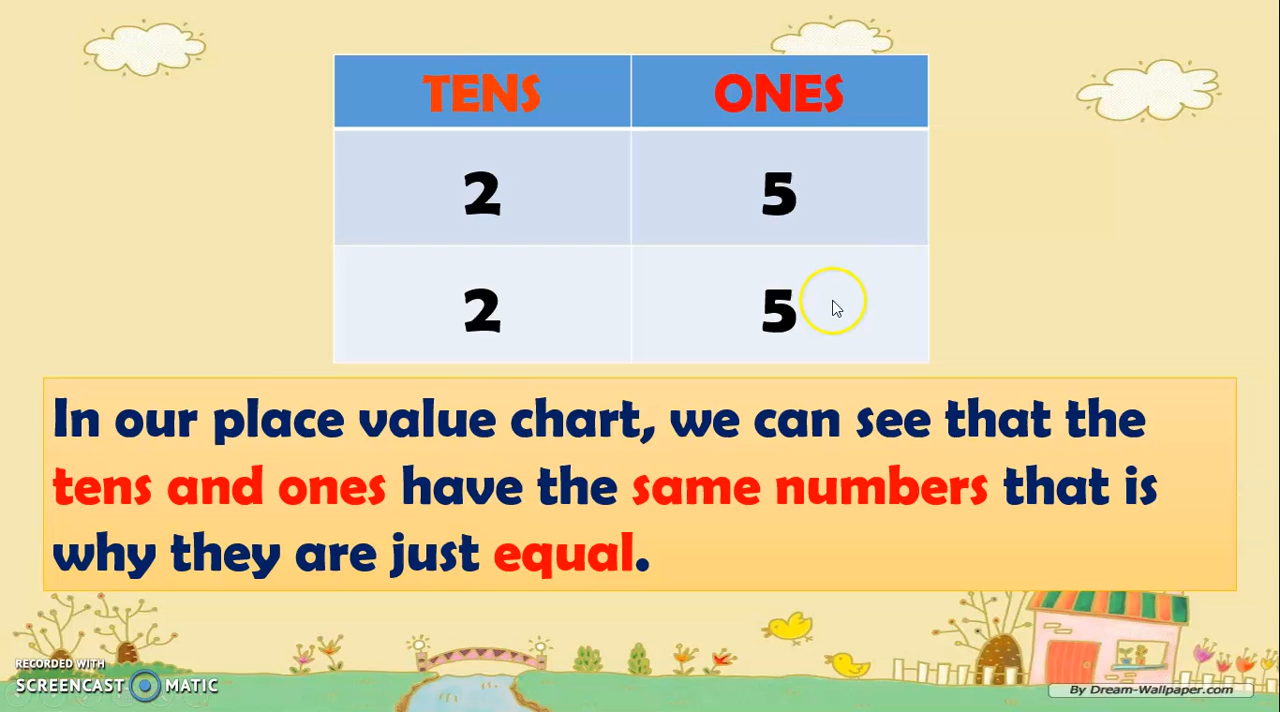 TENS ONES
2 5
2 5
In our place value chart, we can see that the
tens and ones have the same numbers that is
why they are just equal.
RECORDED WITH
SCREENCAST MATIC
By Dream-Wallpaper.com